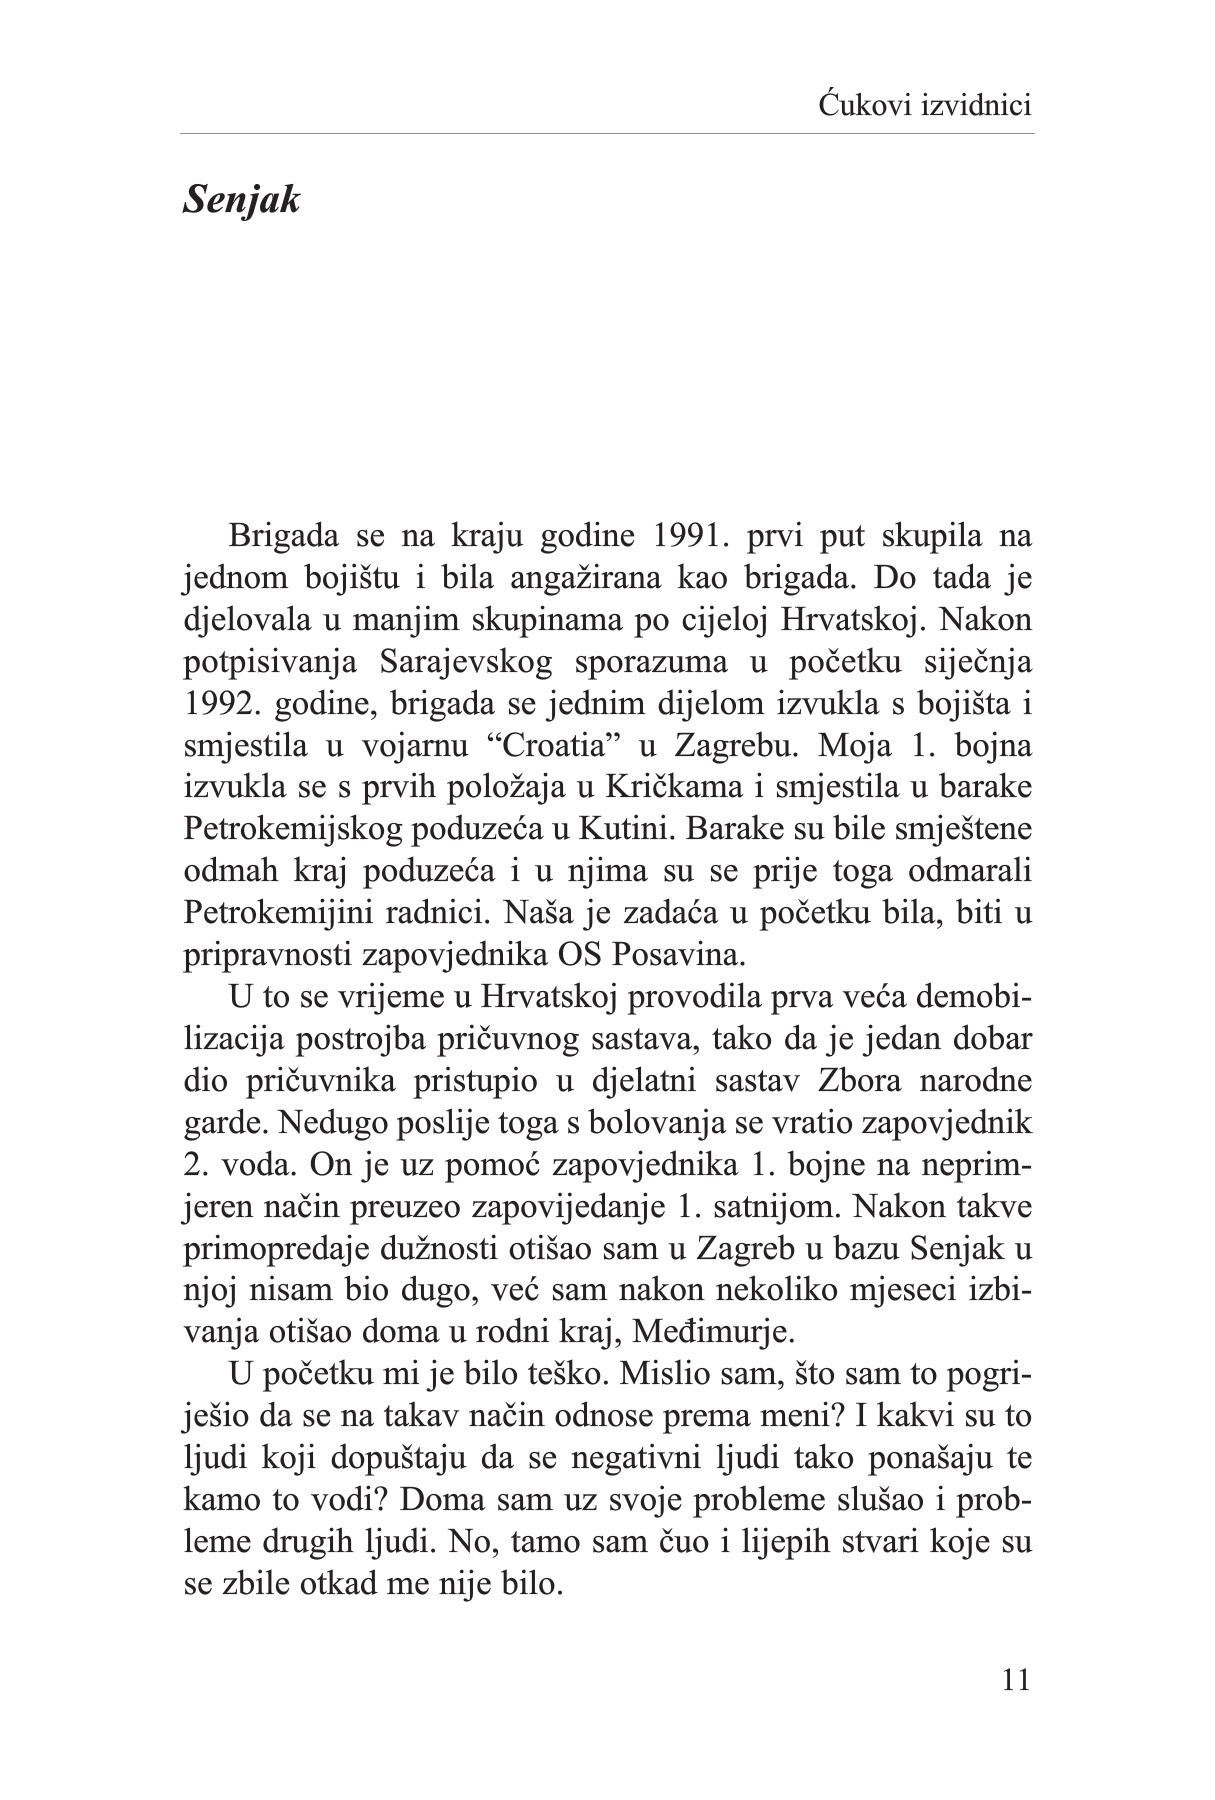 Ćukovi izvidnici
Senjak
Brigada se na kraju godine 1991. prvi put skupila na
jednom bojištu i bila angažirana kao brigada. Do tada je
djelovala u manjim skupinama po cijeloj Hrvatskoj. Nakon
potpisivanja Sarajevskog sporazuma u početku siječnja
1992. godine, brigada se jednim dijelom izvukla s bojišta i
smjestila u vojarnu “Croatia” u Zagrebu. Moja 1. bojna
izvukla se s prvih položaja u Kričkama i smjestila u barake
Petrokemijskog poduzeća u Kutini. Barake su bile smještene
odmah kraj poduzeća i u njima su se prije toga odmarali
Petrokemijini radnici. Naša je zadaća u početku bila, biti u
pripravnosti zapovjednika OS Posavina.
U to se vrijeme u Hrvatskoj provodila prva veća demobi-
lizacija postrojba pričuvnog sastava, tako da je jedan dobar
dio pričuvnika pristupio u djelatni sastav Zbora narodne
garde. Nedugo poslije toga s bolovanja se vratio zapovjednik
2. voda. On je uz pomoć zapovjednika 1. bojne na neprim-
jeren način preuzeo zapovijedanje 1. satnijom. Nakon takve
primopredaje dužnosti otišao sam u Zagreb u bazu Senjak u
njoj nisam bio dugo, već sam nakon nekoliko mjeseci izbi-
vanja otišao doma u rodni kraj, Međimurje.
U početku mi je bilo teško. Mislio sam, što sam to pogri-
ješio da se na takav način odnose prema meni? I kakvi su to
ljudi koji dopuštaju da se negativni ljudi tako ponašaju te
kamo to vodi? Doma sam uz svoje probleme slušao i prob-
leme drugih ljudi. No, tamo sam čuo i lijepih stvari koje su
se zbile otkad me nije bilo.
11